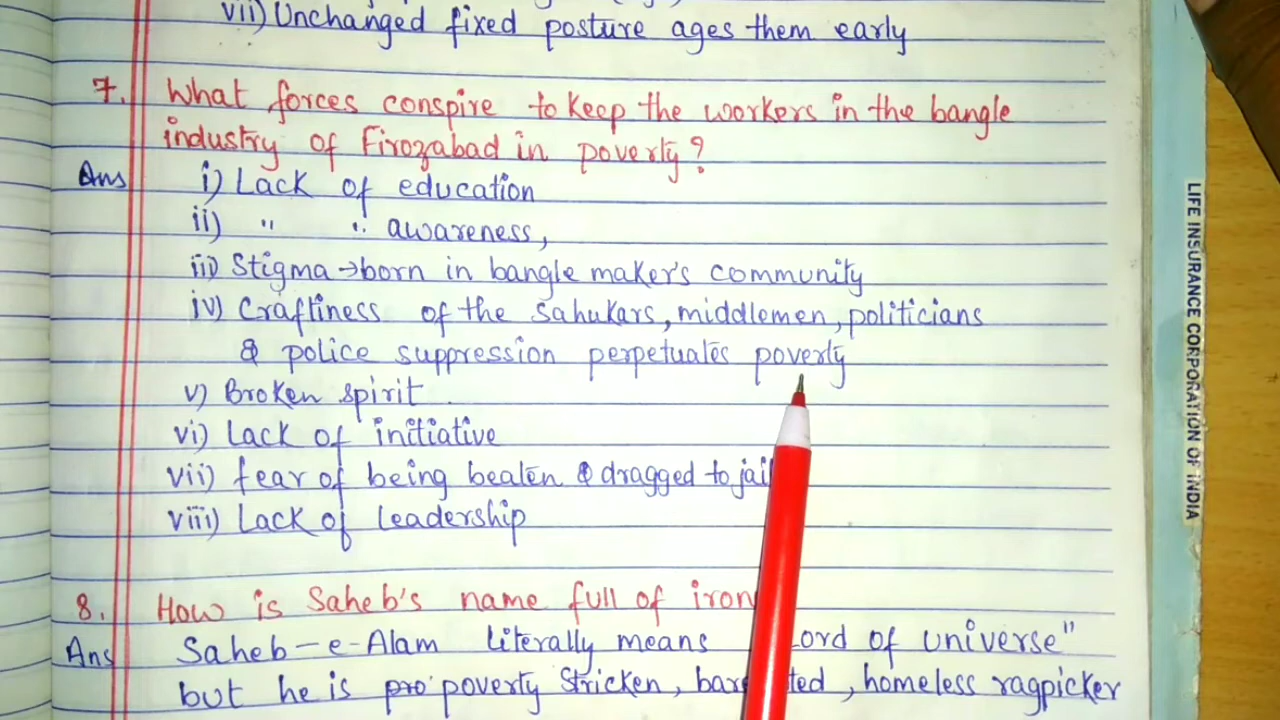 vii) Unchanged fixed posture ages them early
7. What forces conspire to keep the workers in the bangle
industry of Firozabad in poverty?
Ans i) Lack of education
ii) " " awareness,
iii) Stigma → born in bangle maker's community
iv) Craftiness of the Sahukars, middlemen, politicians
& police suppression perpetuates poverty
v) Broken spirit
vi) Lack of initiative
vii) fear of being beaten & dragged to jail
viii) Lack of leadership
8. How is Saheb's name full of iron
Ans Saheb-e-Alam literally means ord of universe"
but he is pro poverty stricken, bar ted, homeless ragpicker
LIFE INSURANCE CORPORATION OF INDIA